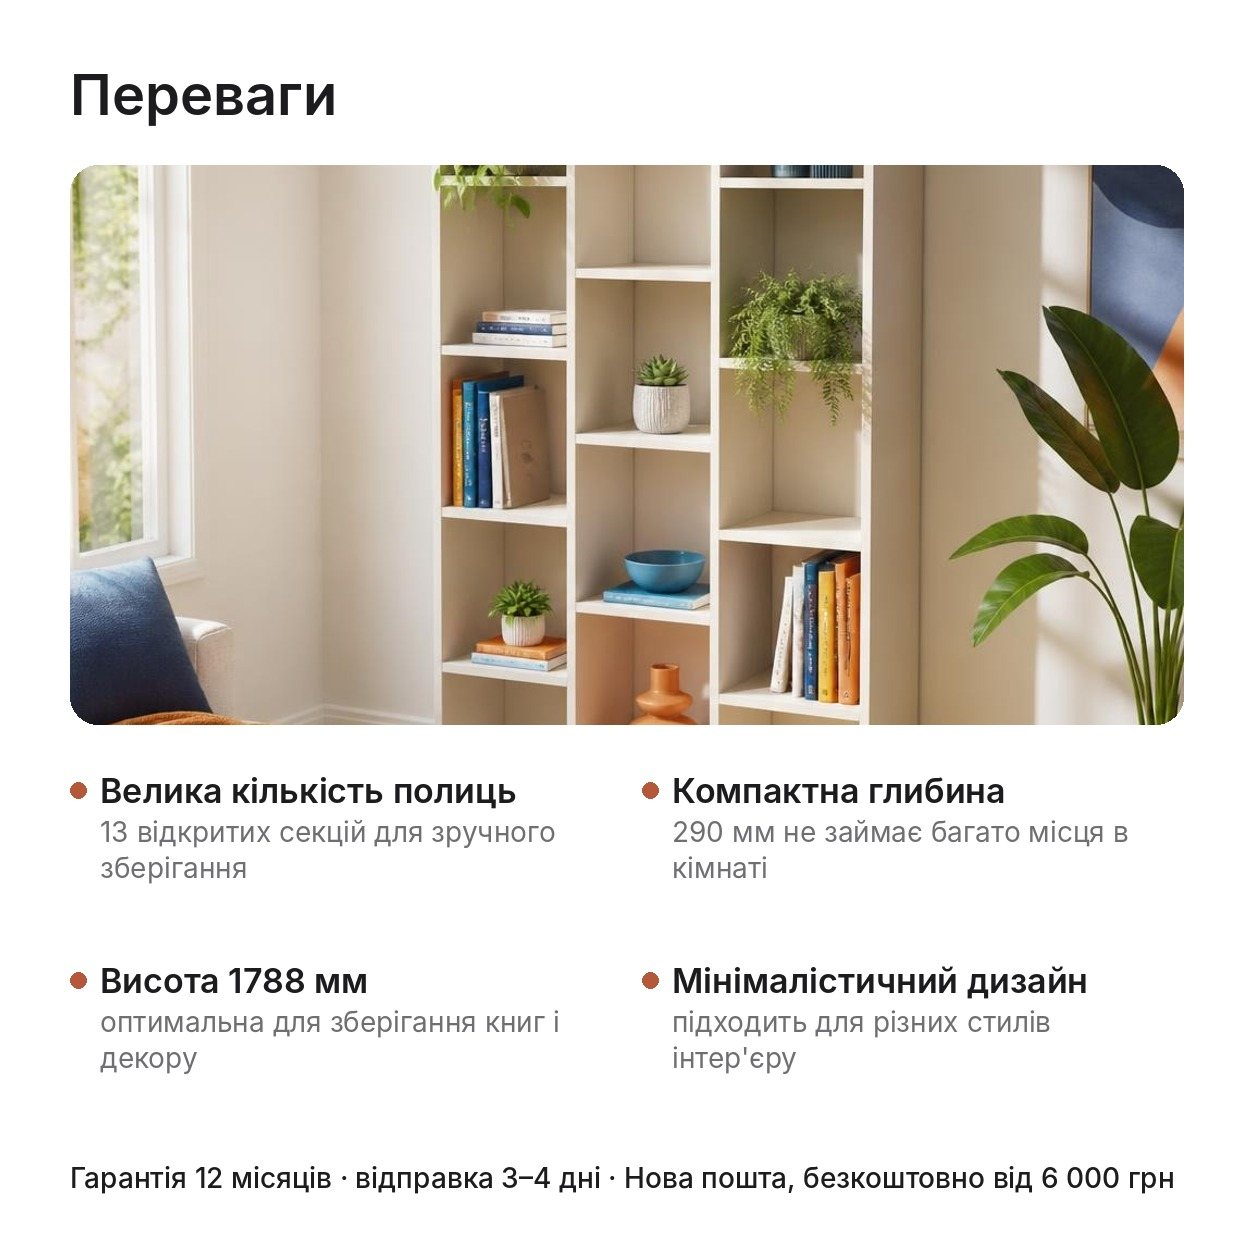 Переваги
Велика кількість полиць
13 відкритих секцій для зручного
зберігання
Компактна глибина
290 мм не займає багато місця в
кімнаті
Висота 1788 мм
оптимальна для зберігання книг і
декору
Мінімалістичний дизайн
підходить для різних стилів
інтер'єру
Гарантія 12 місяців · відправка 3–4 дні · Нова пошта, безкоштовно від 6 000 грн